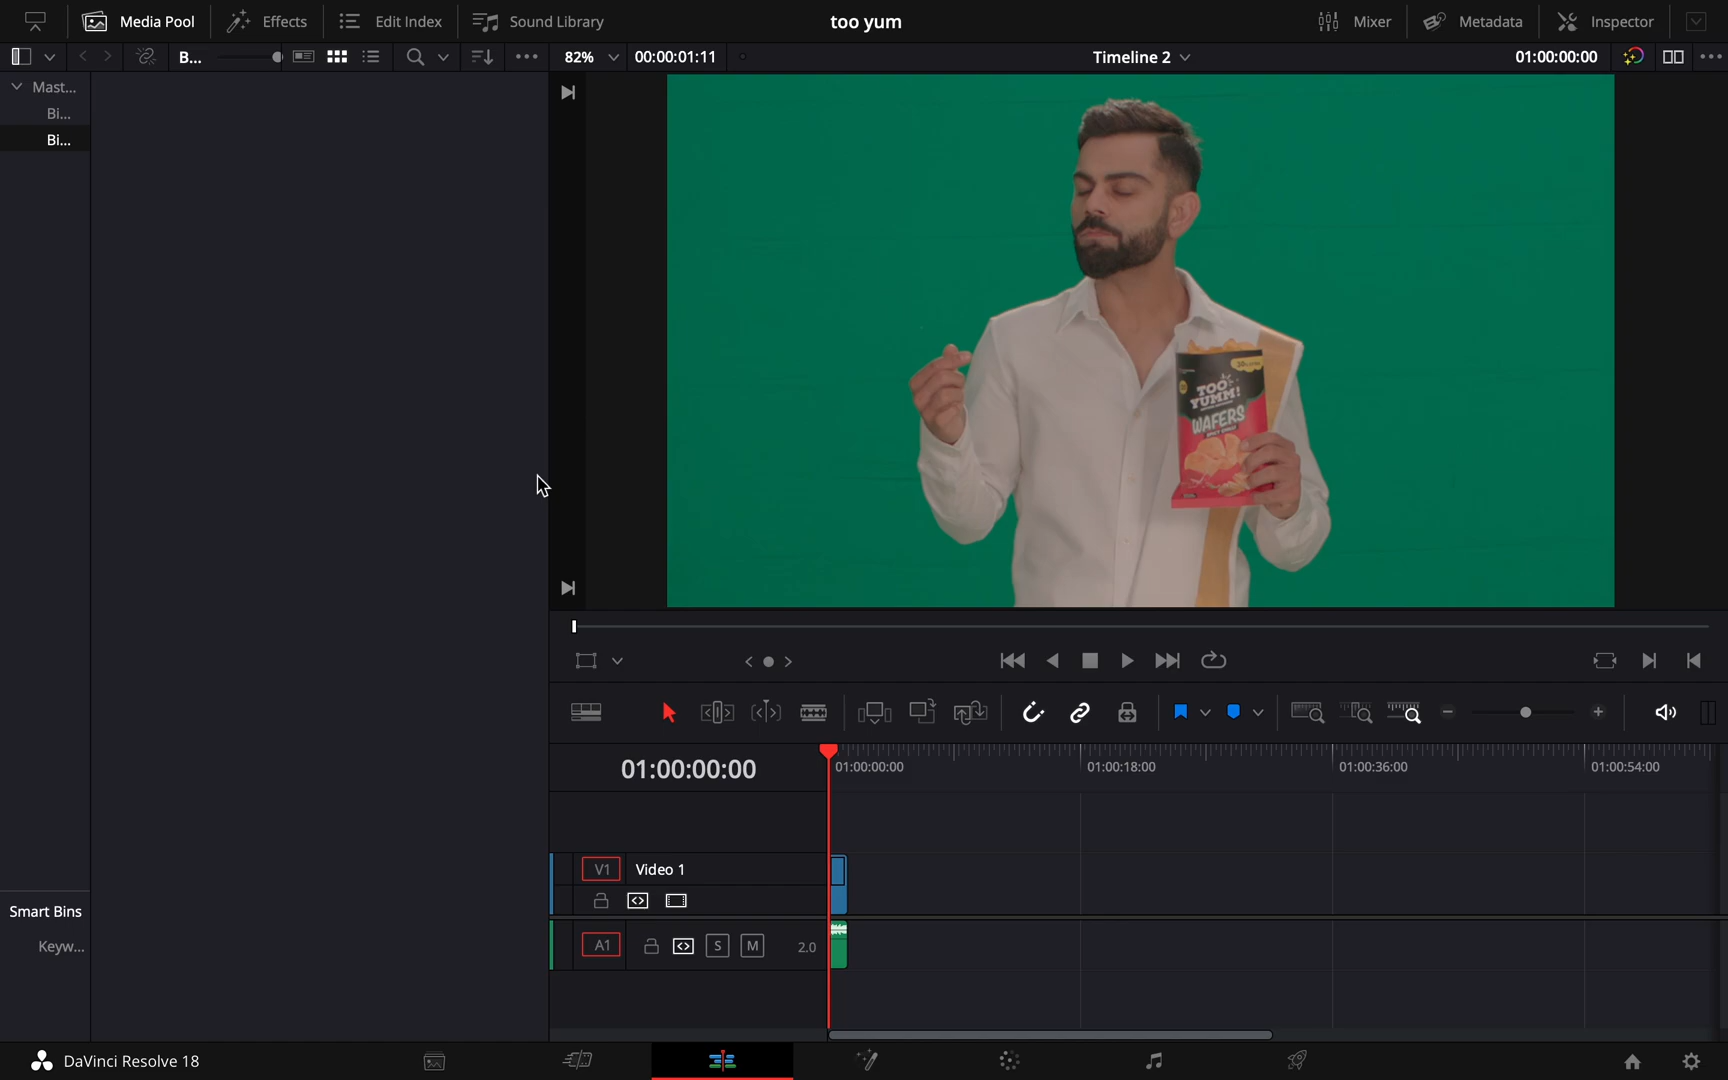 Media Pool
Effects
Edit Index
Sound Library
too yum
Mixer
Metadata
Inspector
B...
82%
00:00:01:11
Timeline 2
01:00:00:00
Mast...
Bi...
Bi...
TOO
YUMM!
WAFERS
01:00:00:00
01:00:00:00
01:00:18:00
01:00:36:00
01:00:54:00
V1
Video 1
A1
S
M
2.0
Smart Bins
Keyw...
DaVinci Resolve 18